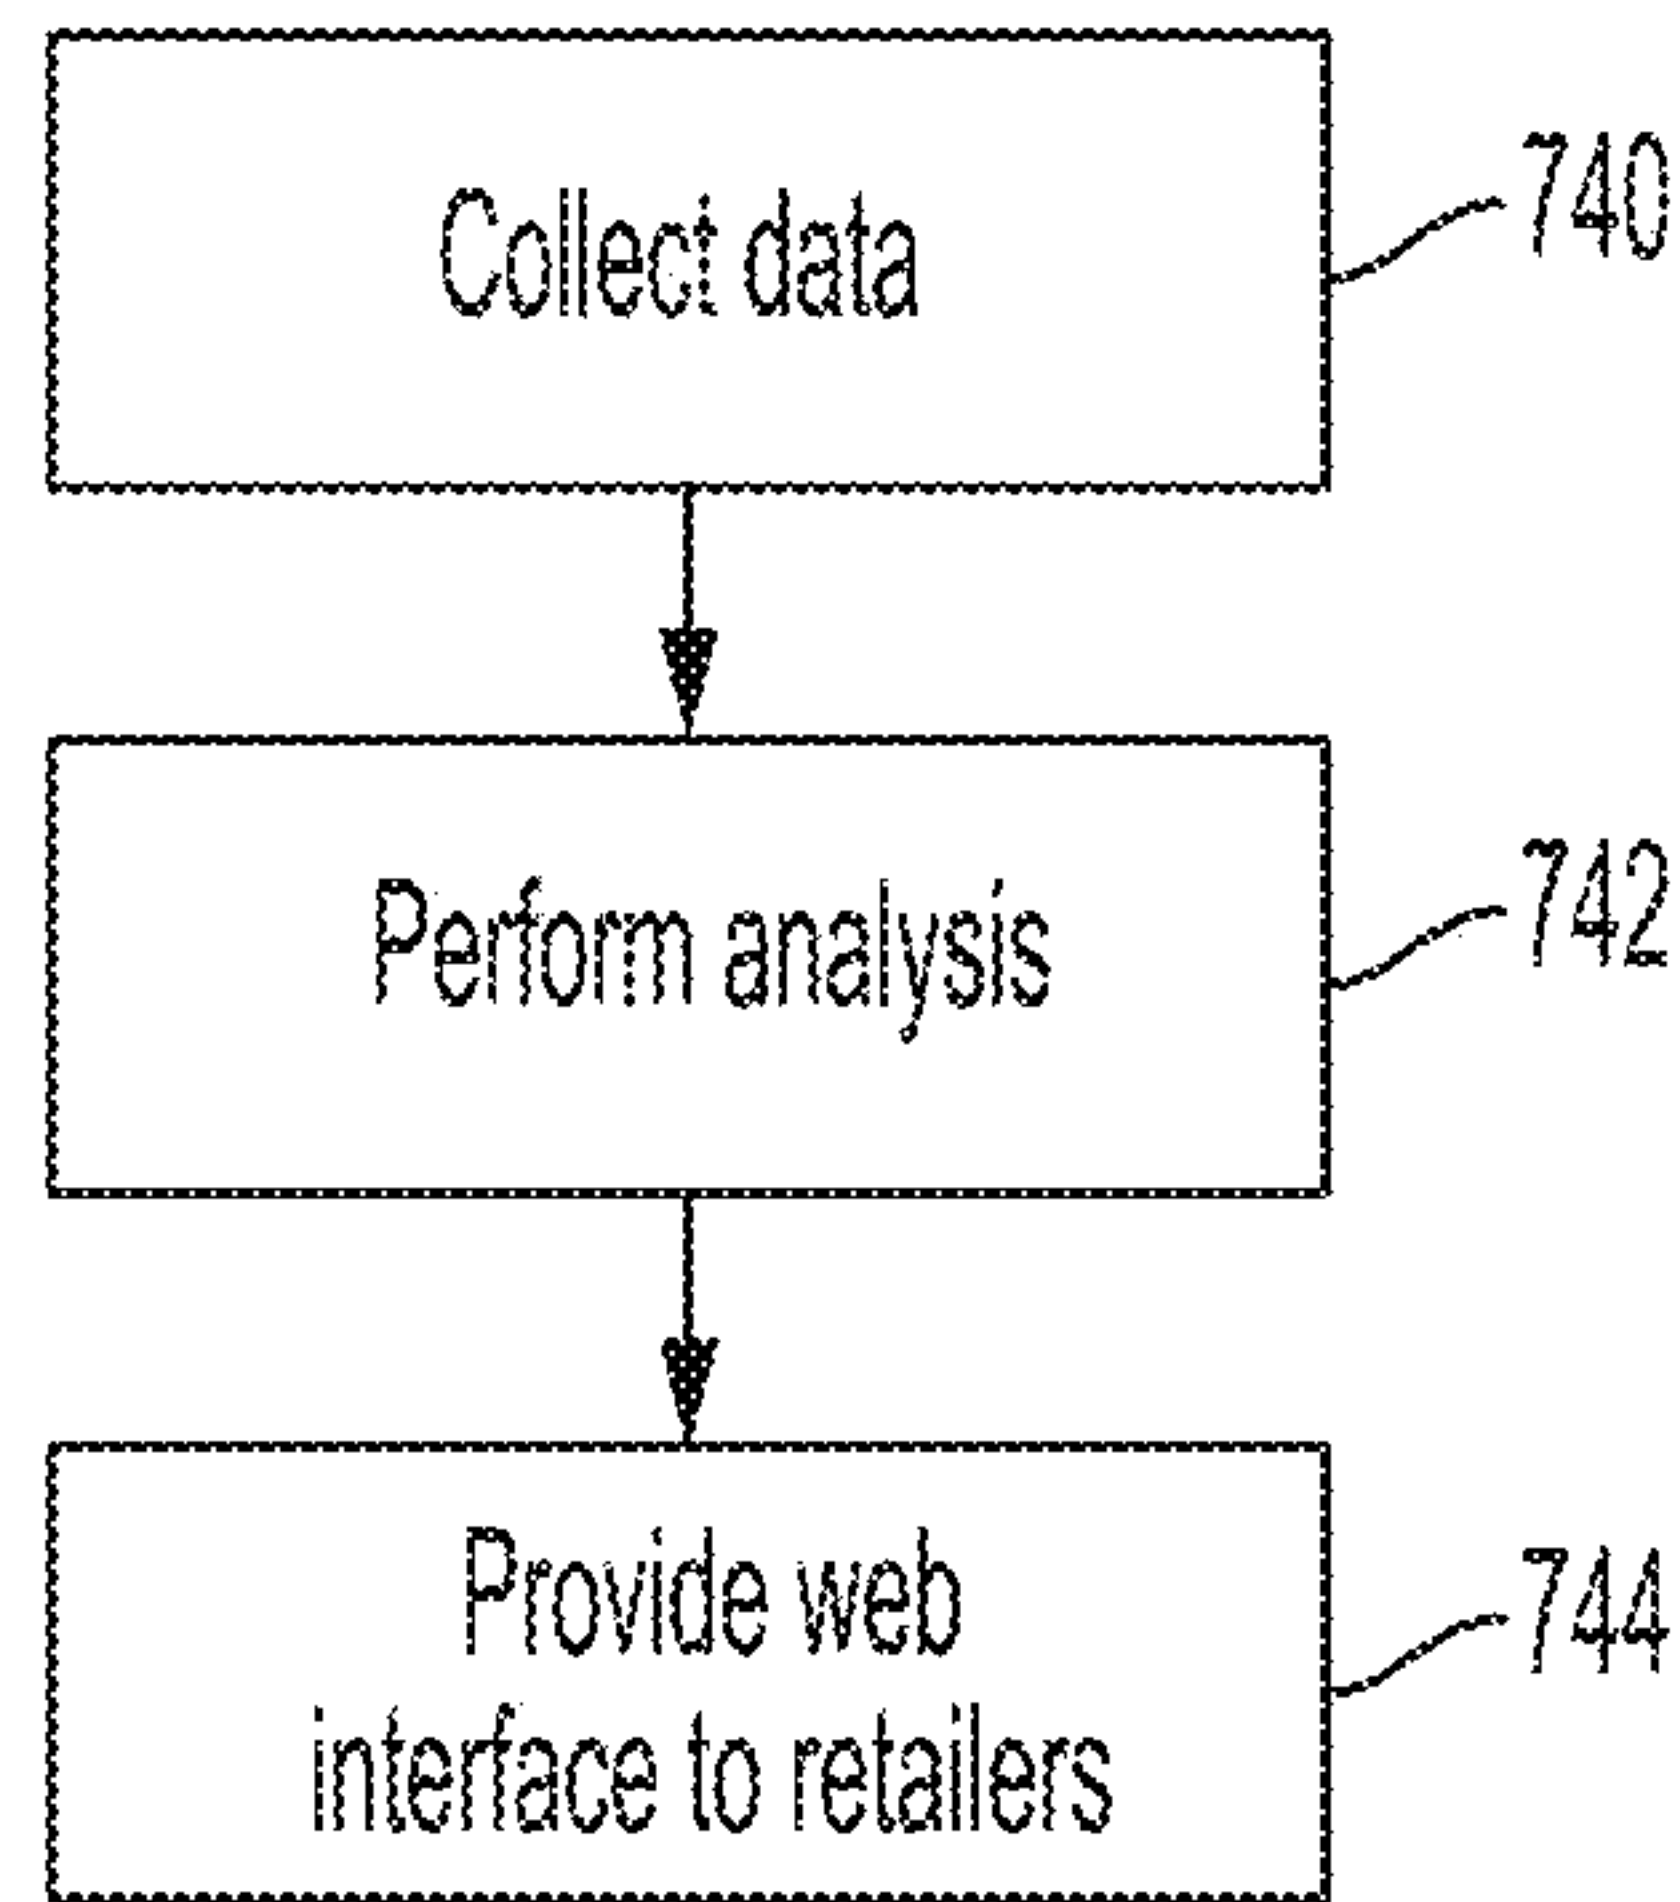 Collect data
740
Perform analysis
742
Provide web
interface to retailers
744